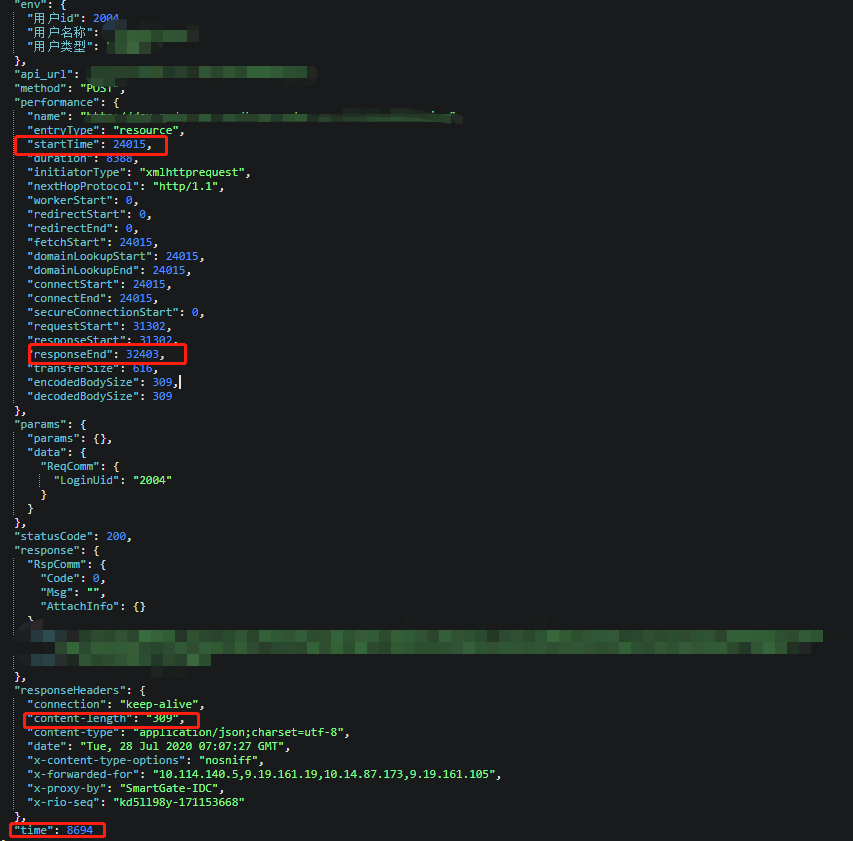 "env": {
"用户id": 2004
"用户名称":
"用户类型":
},
"api_url":
"method": "POST",
"performance": {
"name":
"entryType": "resource",
"startTime": 24015,
"duration": 8388,
"initiatorType": "xmlhttprequest",
"nextHopProtocol": "http/1.1",
"workerStart": 0,
"redirectStart": 0,
"redirectEnd": 0,
"fetchStart": 24015,
"domainLookupStart": 24015,
"domainLookupEnd": 24015,
"connectStart": 24015,
"connectEnd": 24015,
"secureConnectionStart": 0,
"requestStart": 31302,
"responseStart": 31302,
"responseEnd": 32403,
"transferSize": 616,
"encodedBodySize": 309,
"decodedBodySize": 309
},
"params": {
"params": {},
"data": {
"ReqComm": {
"LoginUid": "2004"
}
}
},
"statusCode": 200,
"response": {
"RspComm": {
"Code": 0,
"Msg": "",
"AttachInfo": {}
}
},
"responseHeaders": {
"connection": "keep-alive",
"content-length": "309",
"content-type": "application/json;charset=utf-8",
"date": "Tue, 28 Jul 2020 07:07:27 GMT",
"x-content-type-options": "nosniff",
"x-forwarded-for": "10.114.140.5,9.19.161.19,10.14.87.173,9.19.161.105",
"x-proxy-by": "SmartGate-IDC",
"x-rio-seq": "kd5ll98y-171153668"
},
"time": 8694